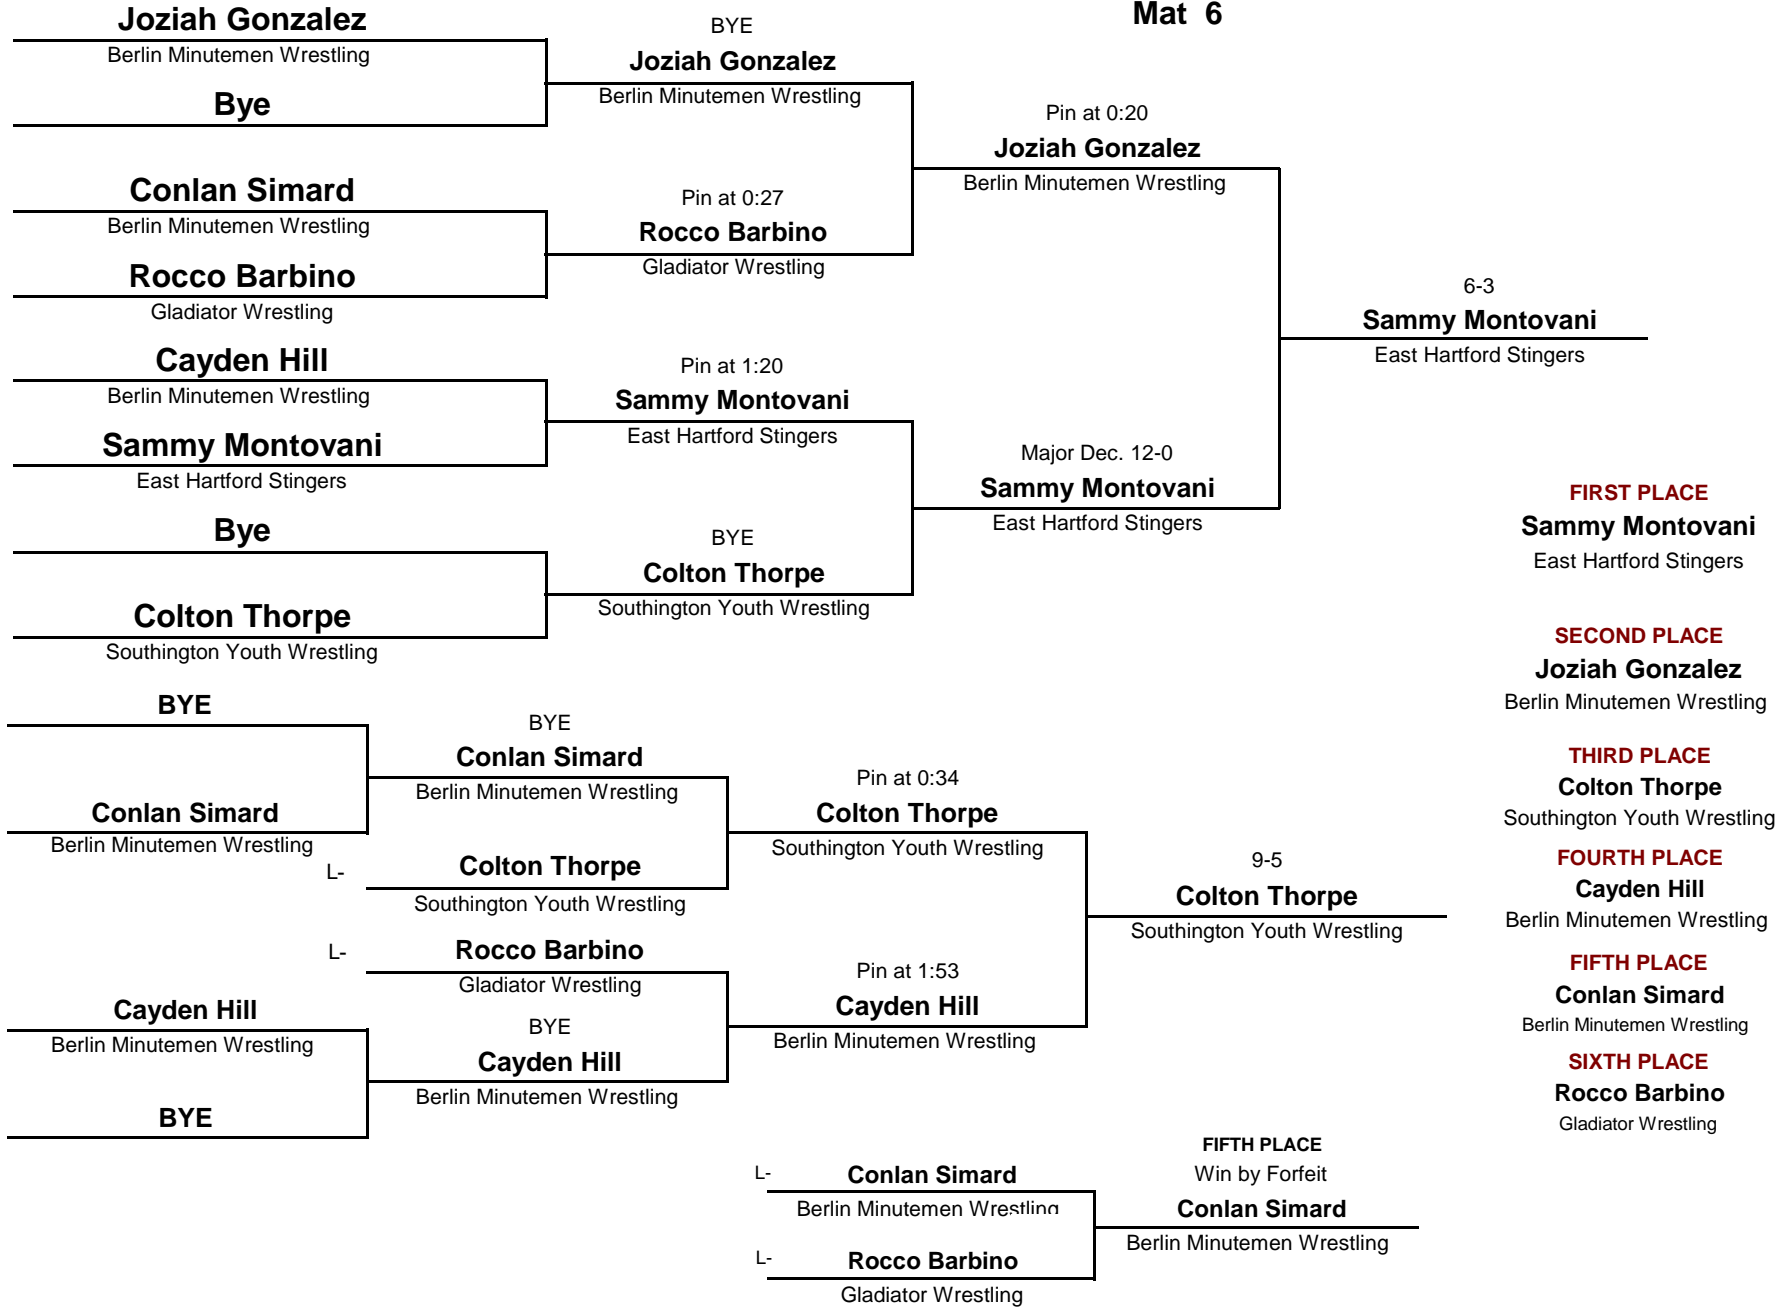 Mat 6
Joziah Gonzalez
Berlin Minutemen Wrestling
Bye
Conlan Simard
Berlin Minutemen Wrestling
Rocco Barbino
Gladiator Wrestling
Cayden Hill
Berlin Minutemen Wrestling
Sammy Montovani
East Hartford Stingers
Bye
Colton Thorpe
Southington Youth Wrestling
BYE
Joziah Gonzalez
Berlin Minutemen Wrestling
Pin at 0:27
Rocco Barbino
Gladiator Wrestling
Pin at 1:20
Sammy Montovani
East Hartford Stingers
BYE
Colton Thorpe
Southington Youth Wrestling
Pin at 0:20
Joziah Gonzalez
Berlin Minutemen Wrestling
Major Dec. 12-0
Sammy Montovani
East Hartford Stingers
6-3
Sammy Montovani
East Hartford Stingers
BYE
Conlan Simard
Berlin Minutemen Wrestling
Cayden Hill
Berlin Minutemen Wrestling
BYE
BYE
Conlan Simard
Berlin Minutemen Wrestling
L-
Colton Thorpe
Southington Youth Wrestling
L-
Rocco Barbino
Gladiator Wrestling
BYE
Cayden Hill
Berlin Minutemen Wrestling
Pin at 0:34
Colton Thorpe
Southington Youth Wrestling
Pin at 1:53
Cayden Hill
Berlin Minutemen Wrestling
9-5
Colton Thorpe
Southington Youth Wrestling
L-
Conlan Simard
Berlin Minutemen Wrestling
L-
Rocco Barbino
Gladiator Wrestling
FIFTH PLACE
Win by Forfeit
Conlan Simard
Berlin Minutemen Wrestling
FIRST PLACE
Sammy Montovani
East Hartford Stingers
SECOND PLACE
Joziah Gonzalez
Berlin Minutemen Wrestling
THIRD PLACE
Colton Thorpe
Southington Youth Wrestling
FOURTH PLACE
Cayden Hill
Berlin Minutemen Wrestling
FIFTH PLACE
Conlan Simard
Berlin Minutemen Wrestling
SIXTH PLACE
Rocco Barbino
Gladiator Wrestling